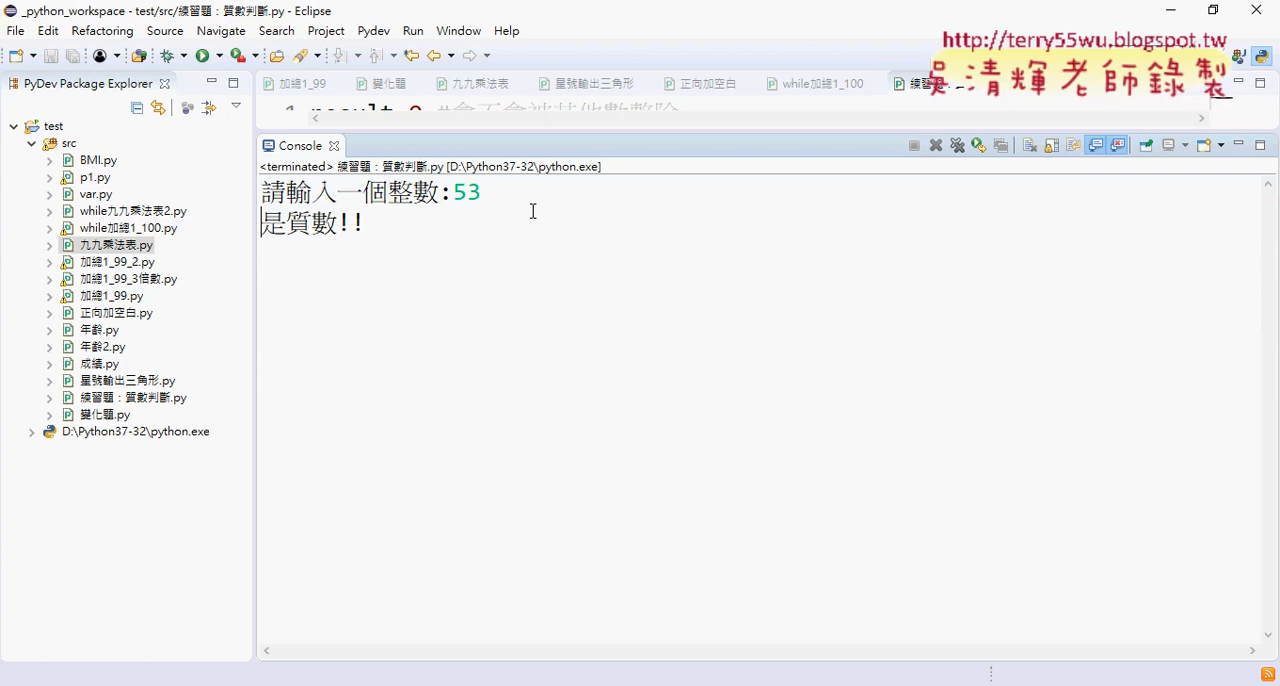 _python_workspace - test/src/練習題：質數判斷.py - Eclipse
File Edit Refactoring Source Navigate Search Project Pydev Run Window Help
http://terry55wu.blogspot.tw
吳清輝老師錄製
PyDev Package Explorer
加總1_99 變化題 九九乘法表 星號輸出三角形 正向加空白 while加總1_100
test
src
BMI.py
p1.py
var.py
while九九乘法表2.py
while加總1_100.py
九九乘法表.py
加總1_99_2.py
加總1_99_3倍數.py
加總1_99.py
正向加空白.py
年齡.py
年齡2.py
成績.py
星號輸出三角形.py
練習題：質數判斷.py
變化題.py
D:\Python37-32\python.exe
Console
<terminated> 練習題：質數判斷.py [D:\Python37-32\python.exe]
請輸入一個整數:53
是質數!!